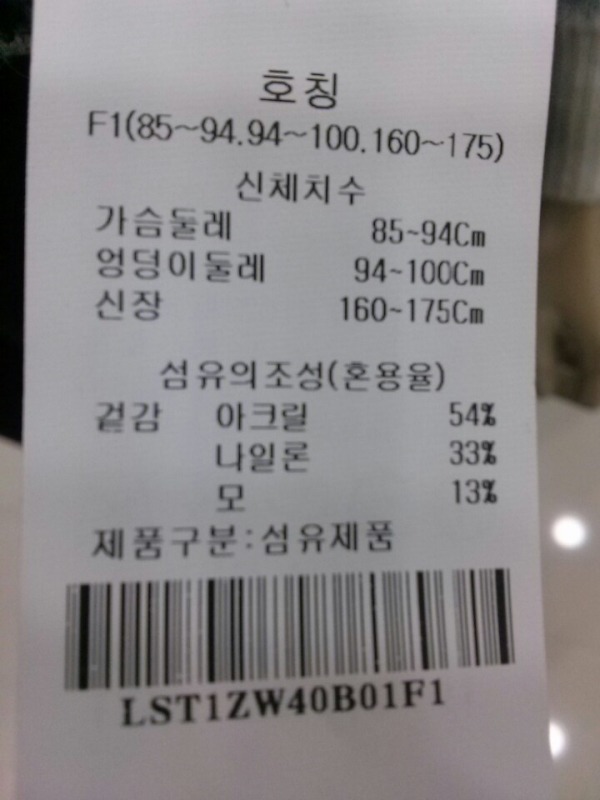 호칭
F1(85~94.94~100.160~175)
신체치수
가슴둘레 85~94Cm
엉덩이둘레 94~100Cm
신장 160~175Cm
섬유의조성(혼용율)
겉감 아크릴 54%
나일론 33%
모 13%
제품구분:섬유제품
LST1ZW40B01F1